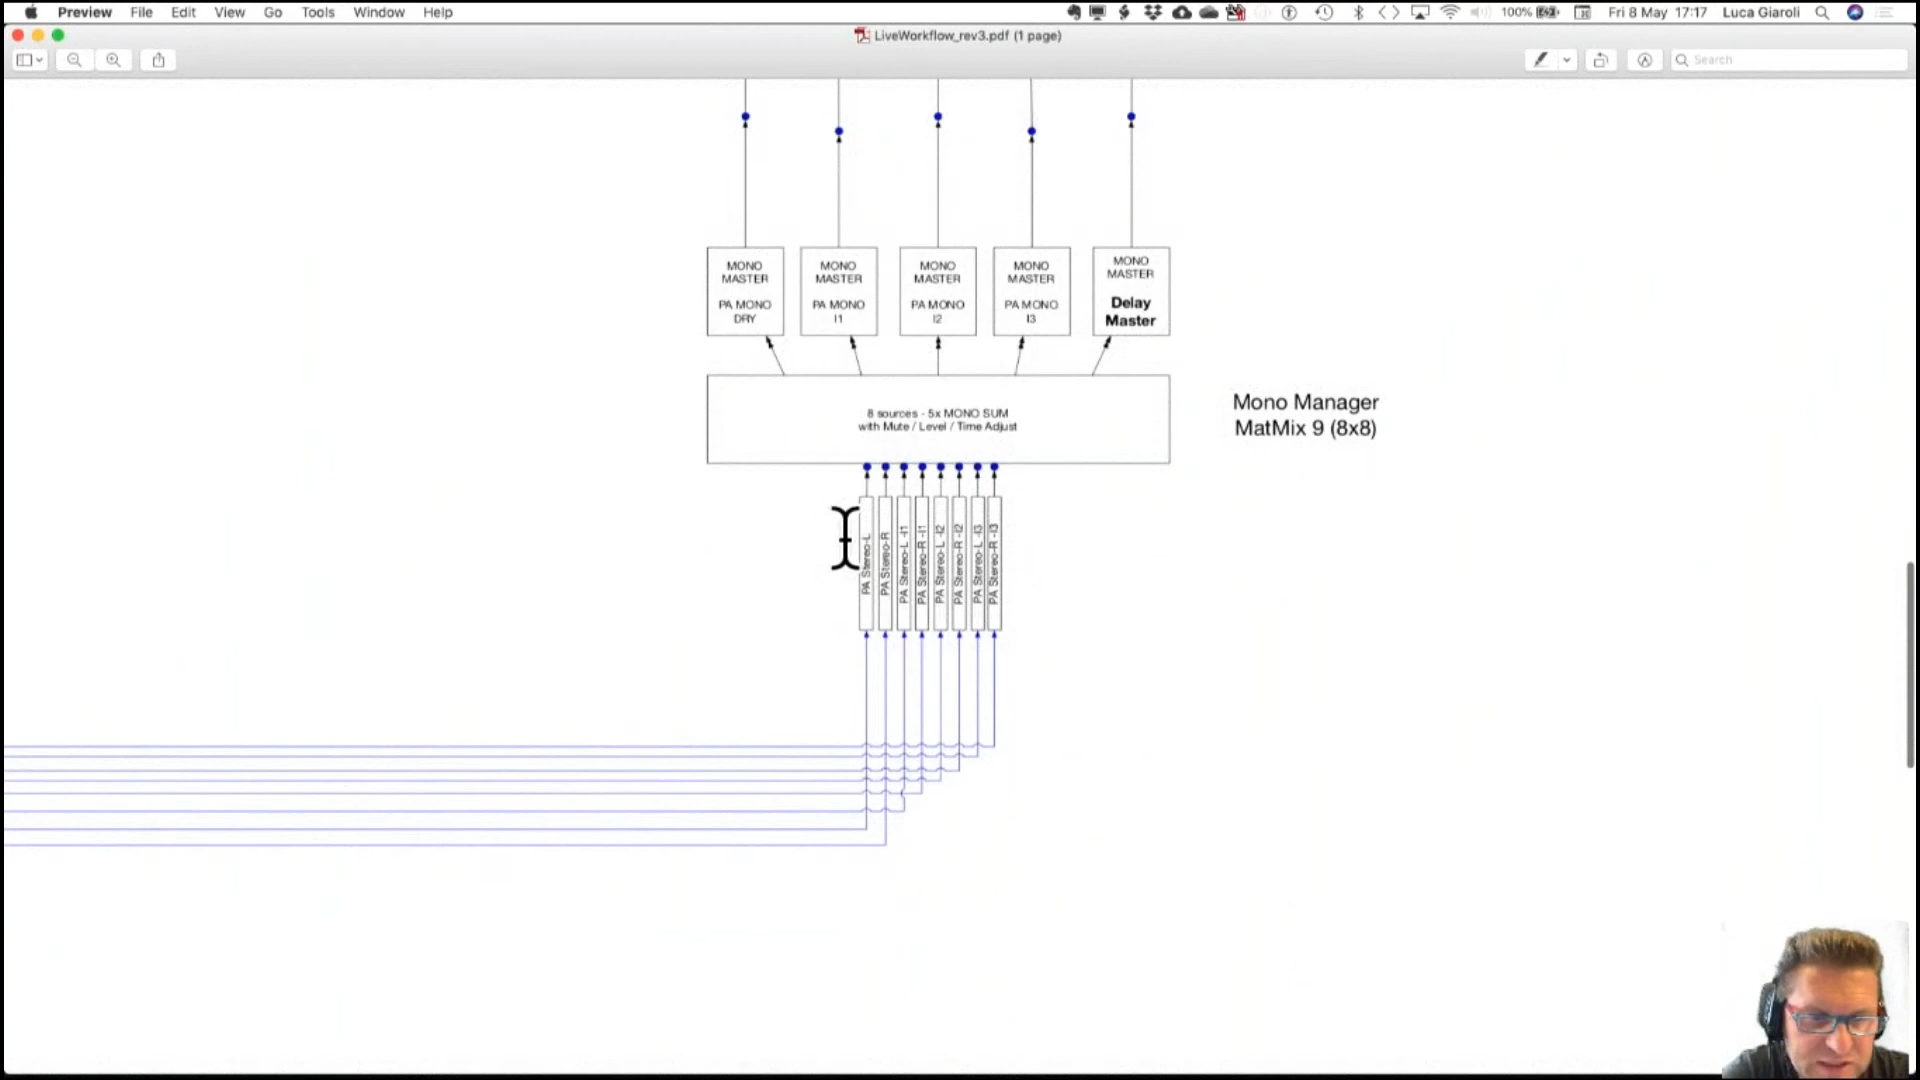 Preview File Edit View Go Tools Window Help
100% Fri 8 May 17:17 Luca Giaroli
LiveWorkflow_rev3.pdf (1 page)
Search
MONO
MASTER
PA MONO
DRY
MONO
MASTER
PA MONO
I1
MONO
MASTER
PA MONO
I2
MONO
MASTER
PA MONO
I3
MONO
MASTER
Delay
Master
8 sources - 5x MONO SUM
with Mute / Level / Time Adjust
Mono Manager
MatMix 9 (8x8)
PA Stereo-L
PA Stereo-R
PA Stereo-L -I1
PA Stereo-R -I1
PA Stereo-L -I2
PA Stereo-R -I2
PA Stereo-L -I3
PA Stereo-R -I3